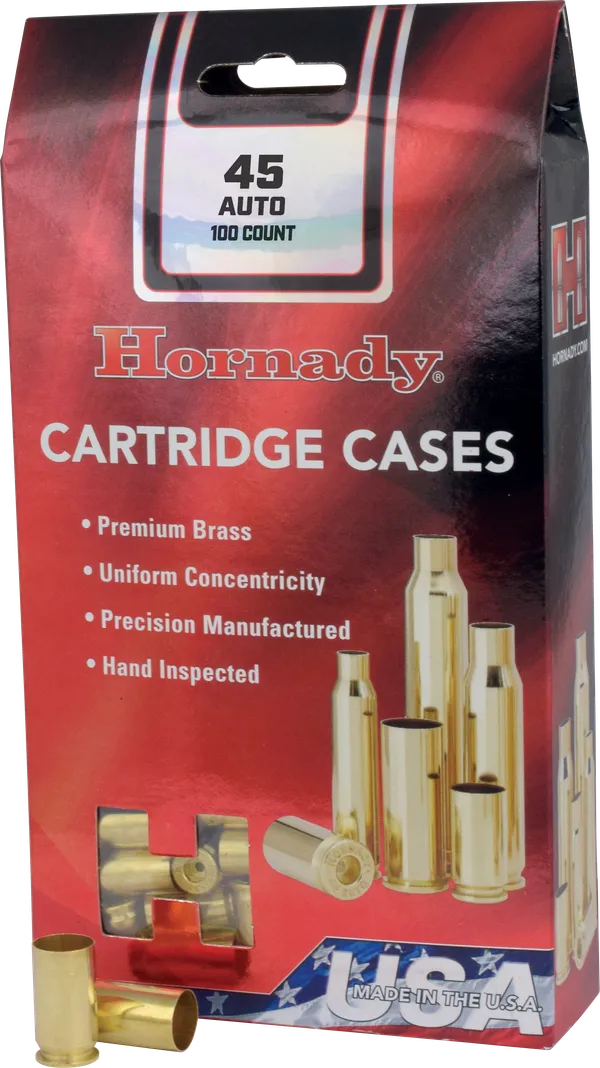 45
AUTO
100 COUNT
Hornady®
CARTRIDGE CASES
• Premium Brass
• Uniform Concentricity
• Precision Manufactured
• Hand Inspected
USA
MADE IN THE U.S.A.
H
HORNADY.COM